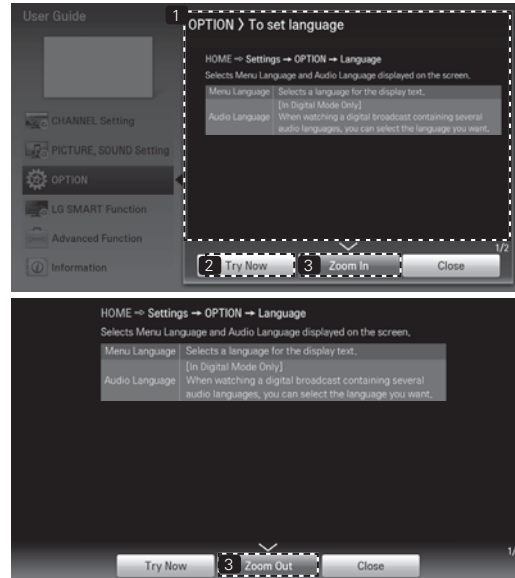 User Guide
1
OPTION > To set language
HOME ⇨ Settings → OPTION → Language
Selects Menu Language and Audio Language displayed on the screen.
Menu Language Selects a language for the display text.
Audio Language [In Digital Mode Only]
When watching a digital broadcast containing several
audio languages, you can select the language you want.
CHANNEL Setting
PICTURE, SOUND Setting
OPTION
LG SMART Function
Advanced Function
Information
1/2
2 Try Now
3 Zoom In
Close
HOME ⇨ Settings → OPTION → Language
Selects Menu Language and Audio Language displayed on the screen.
Menu Language Selects a language for the display text.
Audio Language [In Digital Mode Only]
When watching a digital broadcast containing several
audio languages, you can select the language you want.
1/
Try Now
3 Zoom Out
Close